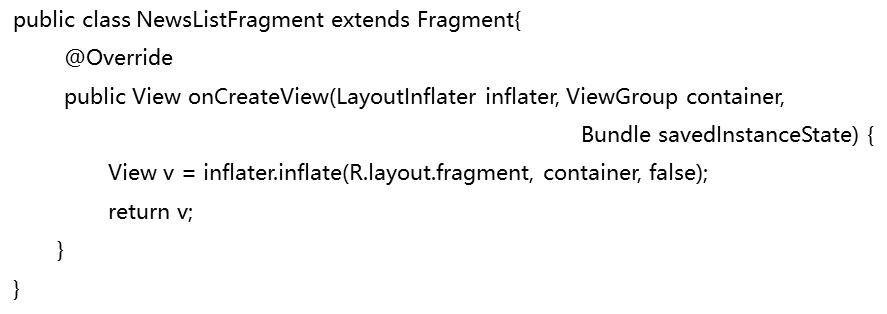 public class NewsListFragment extends Fragment{
@Override
public View onCreateView(LayoutInflater inflater, ViewGroup container,
Bundle savedInstanceState) {
View v = inflater.inflate(R.layout.fragment, container, false);
return v;
}
}